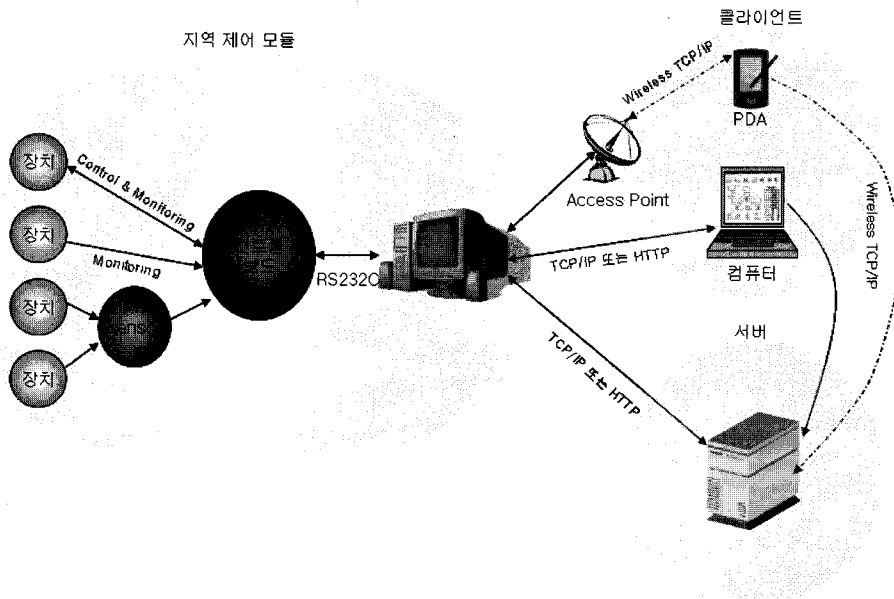 지역 제어 모듈
클라이언트
Wireless TCP/IP
PDA
Access Point
Wireless TCP/IP
장치
Control & Monitoring
장치
Monitoring
장치
장치
RS232C
TCP/IP 또는 HTTP
컴퓨터
TCP/IP 또는 HTTP
서버